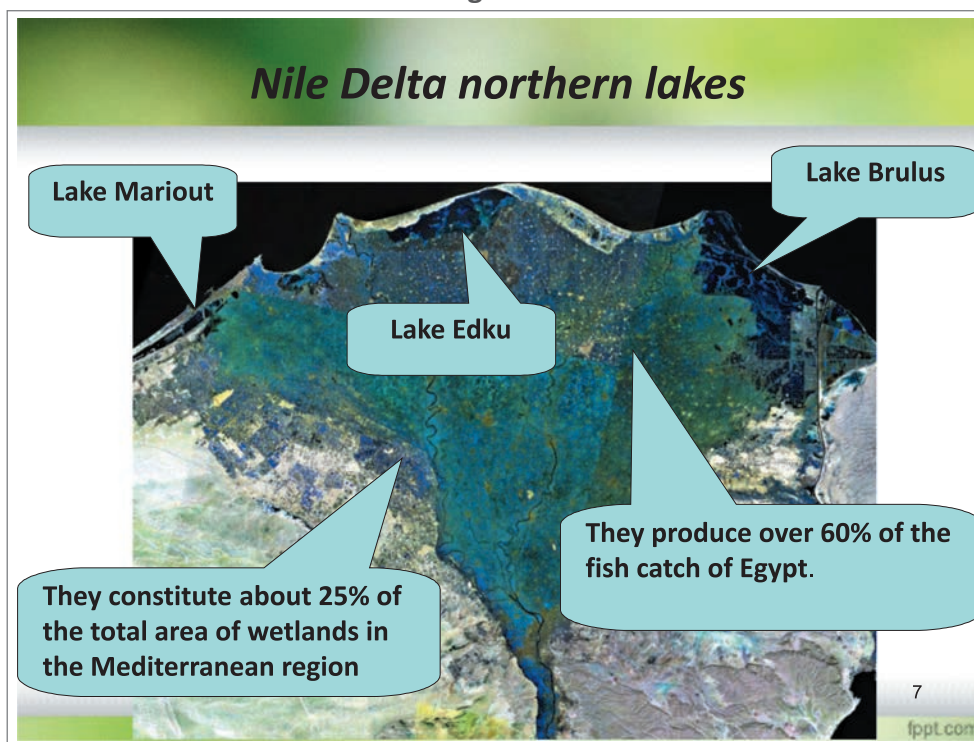 Nile Delta northern lakes
Lake Mariout
Lake Brulus
Lake Edku
They produce over 60% of the
fish catch of Egypt.
They constitute about 25% of
the total area of wetlands in
the Mediterranean region
7
fppt.com